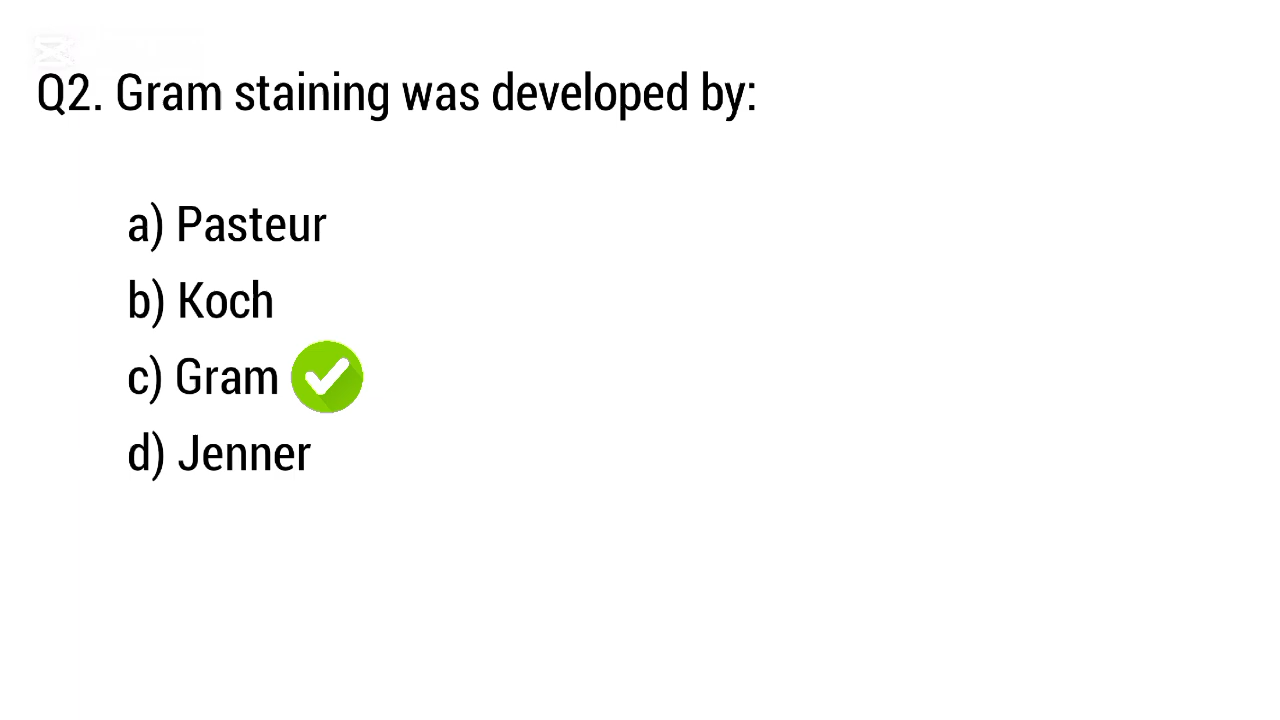 Q2. Gram staining was developed by:
a) Pasteur
b) Koch
c) Gram
d) Jenner